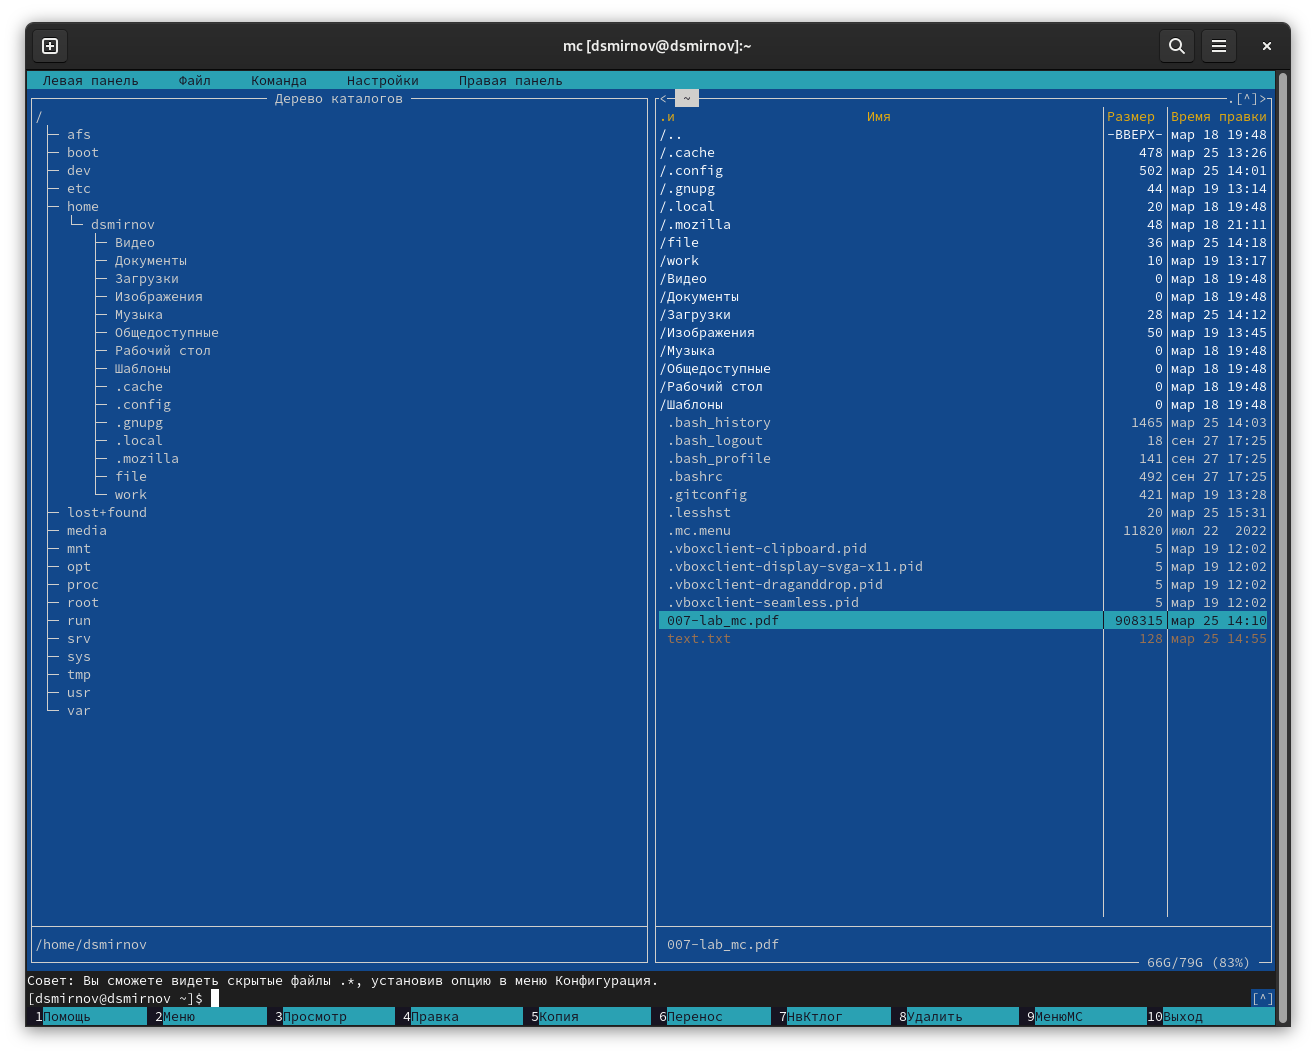 mc [dsmirnov@dsmirnov]:~
Левая панель Файл Команда Настройки Правая панель
Дерево каталогов
/
afs
boot
dev
etc
home
dsmirnov
Видео
Документы
Загрузки
Изображения
Музыка
Общедоступные
Рабочий стол
Шаблоны
.cache
.config
.gnupg
.local
.mozilla
file
work
lost+found
media
mnt
opt
proc
root
run
srv
sys
tmp
usr
var
/home/dsmirnov
<─ ~ .[^]>
.и Имя Размер Время правки
/.. -ВВЕРХ- мар 18 19:48
/.cache 478 мар 25 13:26
/.config 502 мар 25 14:01
/.gnupg 44 мар 19 13:14
/.local 20 мар 18 19:48
/.mozilla 48 мар 18 21:11
/file 36 мар 25 14:18
/work 10 мар 19 13:17
/Видео 0 мар 18 19:48
/Документы 0 мар 18 19:48
/Загрузки 28 мар 25 14:12
/Изображения 50 мар 19 13:45
/Музыка 0 мар 18 19:48
/Общедоступные 0 мар 18 19:48
/Рабочий стол 0 мар 18 19:48
/Шаблоны 0 мар 18 19:48
.bash_history 1465 мар 25 14:03
.bash_logout 18 сен 27 17:25
.bash_profile 141 сен 27 17:25
.bashrc 492 сен 27 17:25
.gitconfig 421 мар 19 13:28
.lesshst 20 мар 25 15:31
.mc.menu 11820 июл 22 2022
.vboxclient-clipboard.pid 5 мар 19 12:02
.vboxclient-display-svga-x11.pid 5 мар 19 12:02
.vboxclient-draganddrop.pid 5 мар 19 12:02
.vboxclient-seamless.pid 5 мар 19 12:02
007-lab_mc.pdf 908315 мар 25 14:10
text.txt 128 мар 25 14:55
007-lab_mc.pdf
66G/79G (83%)
Совет: Вы сможете видеть скрытые файлы .*, установив опцию в меню Конфигурация.
[dsmirnov@dsmirnov ~]$ [^]
1Помощь 2Меню 3Просмотр 4Правка 5Копия 6Перенос 7НвКтлог 8Удалить 9МенюMC 10Выход